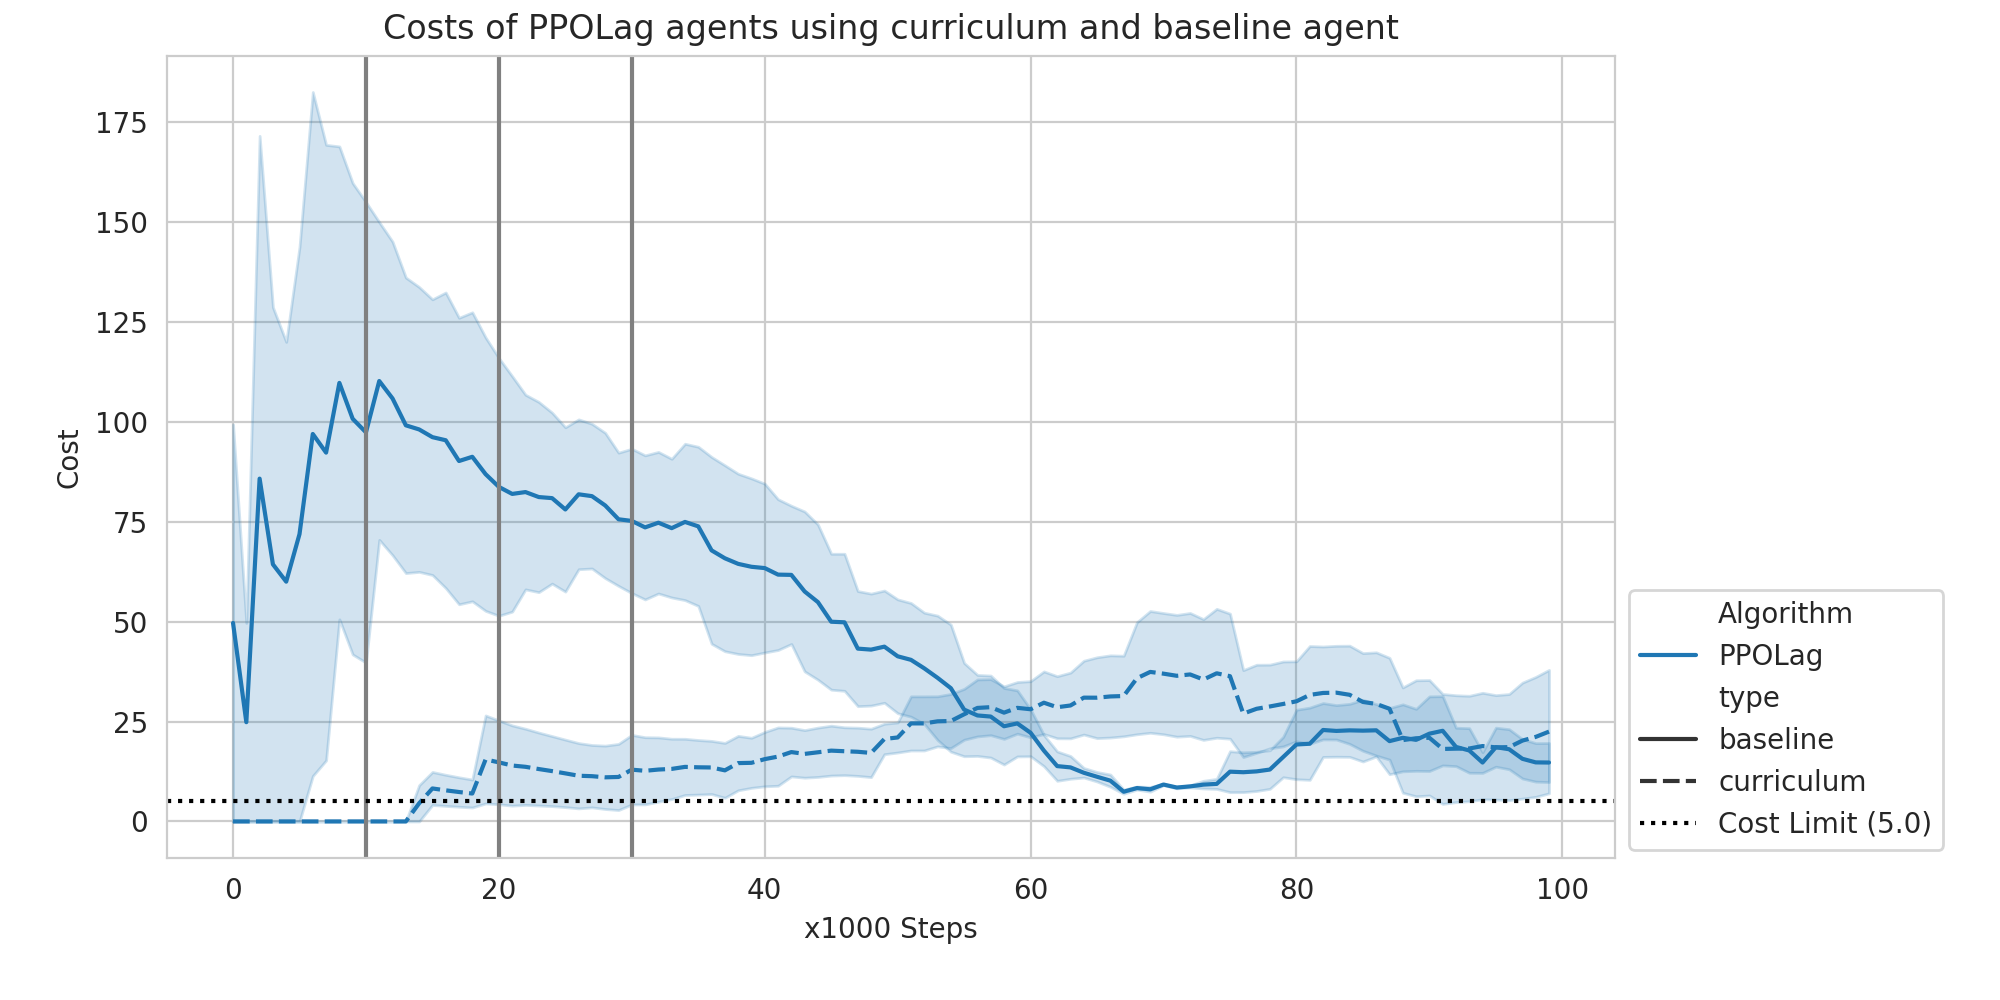 Costs of PPOLag agents using curriculum and baseline agent
175
150
125
100
75
50
25
0
Cost
0 20 40 60 80 100
x1000 Steps
Algorithm
PPOLag
type
baseline
curriculum
Cost Limit (5.0)